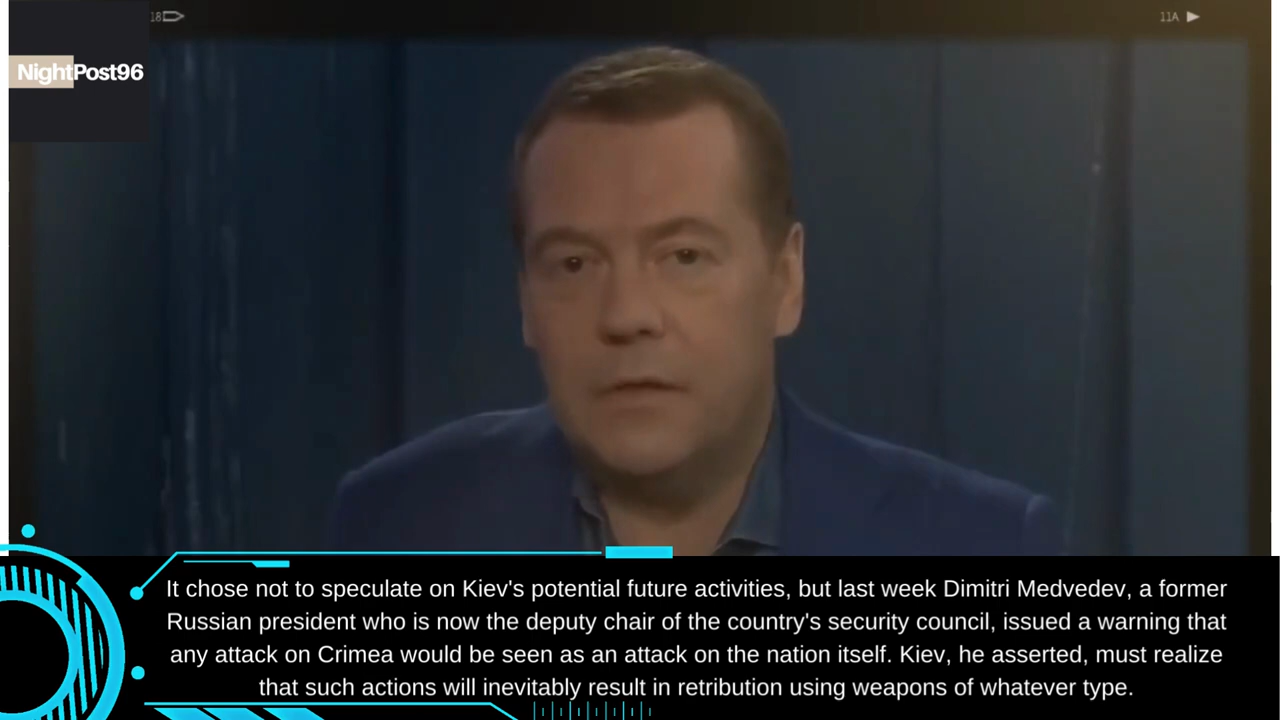 18
11A
NightPost96
It chose not to speculate on Kiev's potential future activities, but last week Dimitri Medvedev, a former
Russian president who is now the deputy chair of the country's security council, issued a warning that
any attack on Crimea would be seen as an attack on the nation itself. Kiev, he asserted, must realize
that such actions will inevitably result in retribution using weapons of whatever type.